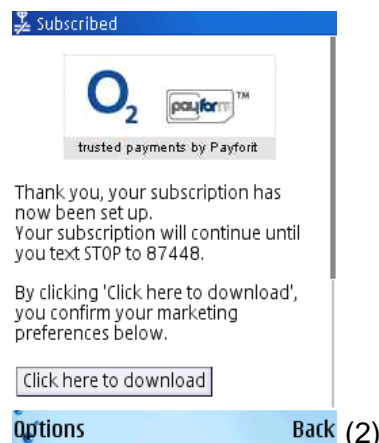 Subscribed
O2 payforit™
trusted payments by Payforit
Thank you, your subscription has
now been set up.
Your subscription will continue until
you text STOP to 87448.
By clicking 'Click here to download',
you confirm your marketing
preferences below.
Click here to download
Options Back (2)